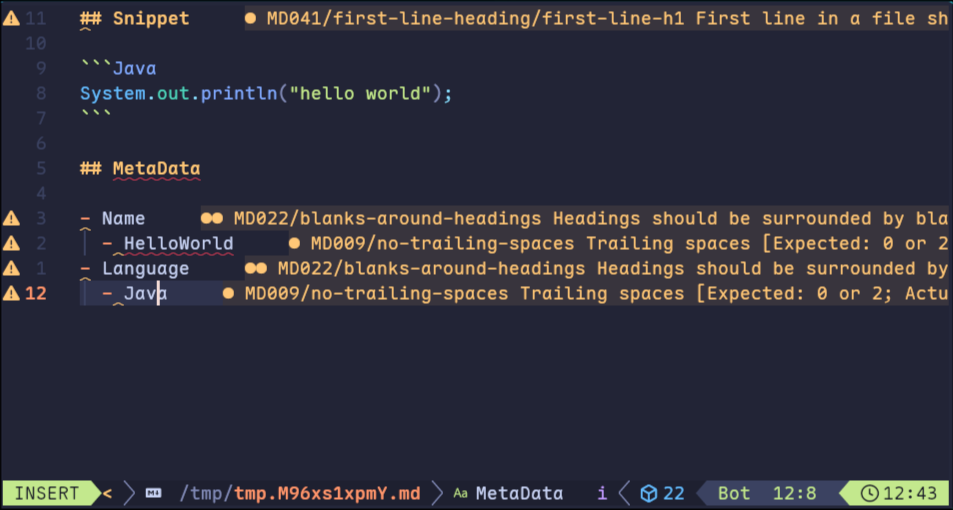 11 ## Snippet ● MD041/first-line-heading/first-line-h1 First line in a file sh
10
9 ```Java
8 System.out.println("hello world");
7 ```
6
5 ## MetaData
4
3 - Name ●● MD022/blanks-around-headings Headings should be surrounded by bla
2 - HelloWorld ● MD009/no-trailing-spaces Trailing spaces [Expected: 0 or 2
1 - Language ●● MD022/blanks-around-headings Headings should be surrounded by
12 - Java ● MD009/no-trailing-spaces Trailing spaces [Expected: 0 or 2; Actu
INSERT < /tmp/tmp.M96xs1xpmY.md Aa MetaData i 22 Bot 12:8 12:43